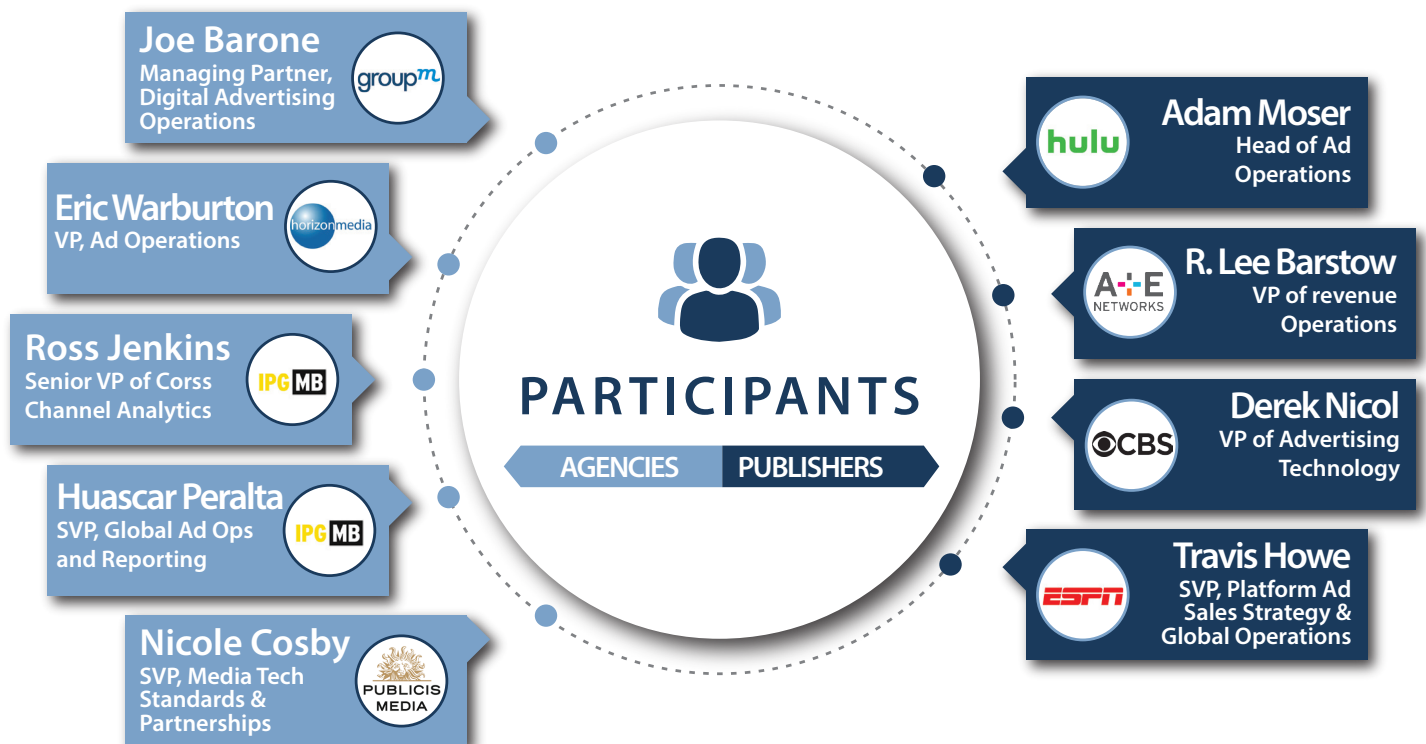 Joe Barone
Managing Partner,
Digital Advertising
Operations
groupm
Eric Warburton
VP, Ad Operations
horizonmedia
Ross Jenkins
Senior VP of Corss
Channel Analytics
IPG MB
Huascar Peralta
SVP, Global Ad Ops
and Reporting
IPG MB
Nicole Cosby
SVP, Media Tech
Standards &
Partnerships
PUBLICIS
MEDIA
PARTICIPANTS
AGENCIES
PUBLISHERS
hulu
Adam Moser
Head of Ad
Operations
A+E
NETWORKS
R. Lee Barstow
VP of revenue
Operations
CBS
Derek Nicol
VP of Advertising
Technology
ESPN
Travis Howe
SVP, Platform Ad
Sales Strategy &
Global Operations